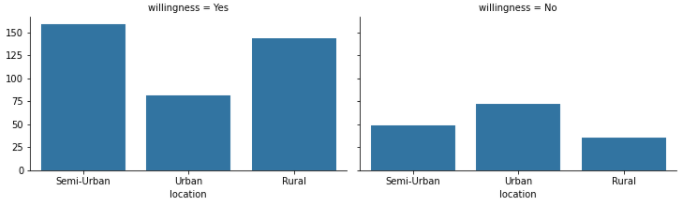 willingness = Yes
willingness = No
150
125
100
75
50
25
0
Semi-Urban Urban Rural
location
Semi-Urban Urban Rural
location